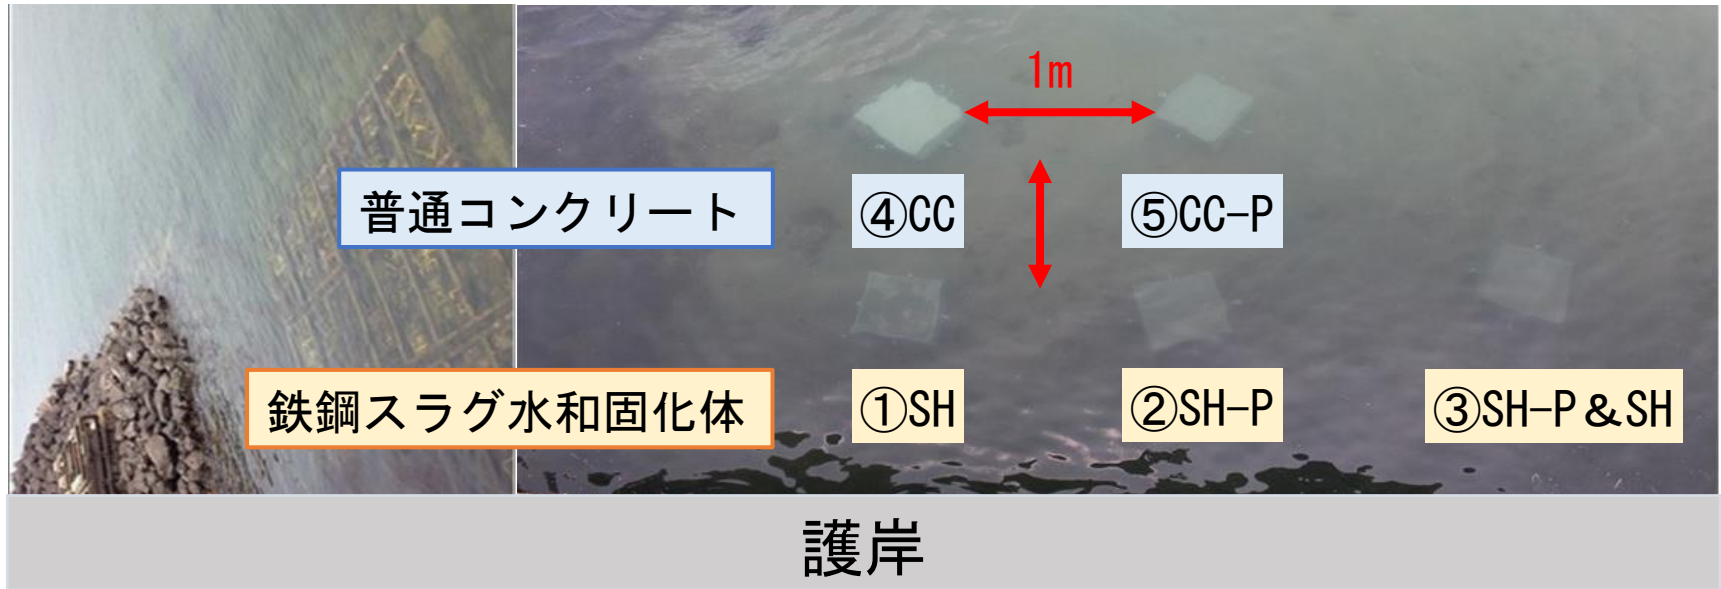 1m
普通コンクリート
④CC
⑤CC-P
鉄鋼スラグ水和固化体
①SH
②SH-P
③SH-P＆SH
護岸